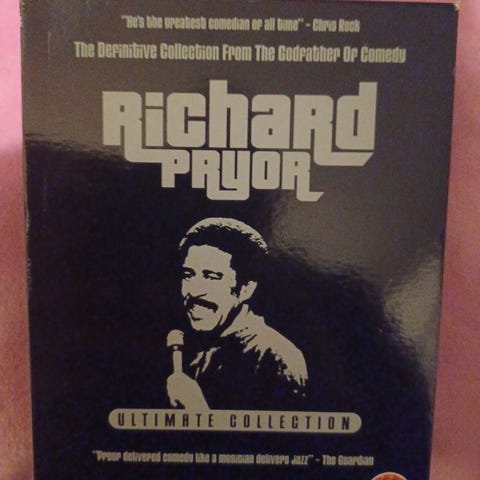 "He's the greatest comedian of all time" - Chris Rock
The Definitive Collection From The Godfather Of Comedy
Richard
Pryor
ULTIMATE COLLECTION
"Pryor delivered comedy like a musician delivers Jazz" - The Guardian